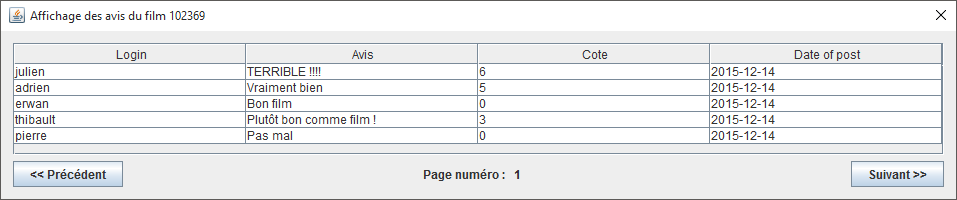 Affichage des avis du film 102369
Login Avis Cote Date of post
julien TERRIBLE !!!! 6 2015-12-14
adrien Vraiment bien 5 2015-12-14
erwan Bon film 0 2015-12-14
thibault Plutôt bon comme film ! 3 2015-12-14
pierre Pas mal 0 2015-12-14
<< Précédent Page numéro : 1 Suivant >>